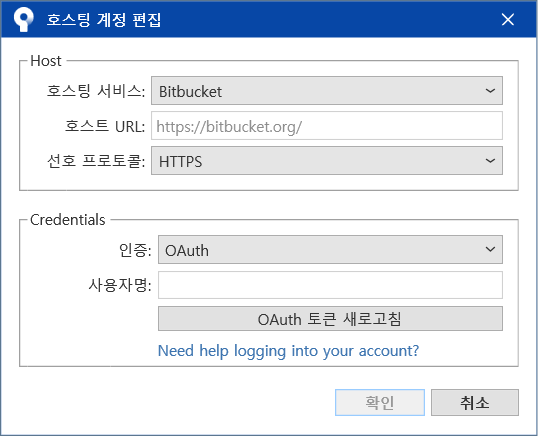 호스팅 계정 편집
Host
호스팅 서비스: Bitbucket
호스트 URL: https://bitbucket.org/
선호 프로토콜: HTTPS
Credentials
인증: OAuth
사용자명:
OAuth 토큰 새로고침
Need help logging into your account?
확인 취소